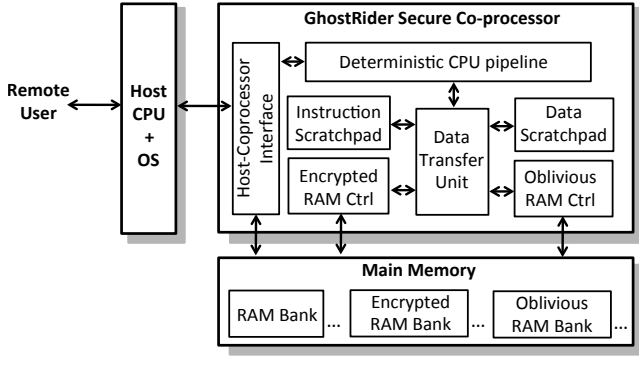 GhostRider Secure Co-processor
Deterministic CPU pipeline
Remote
User
Host
CPU
+
OS
Host-Coprocessor
Interface
Instruction
Scratchpad
Data
Transfer
Unit
Data
Scratchpad
Encrypted
RAM Ctrl
Oblivious
RAM Ctrl
Main Memory
RAM Bank
...
Encrypted
RAM Bank
...
Oblivious
RAM Bank
...